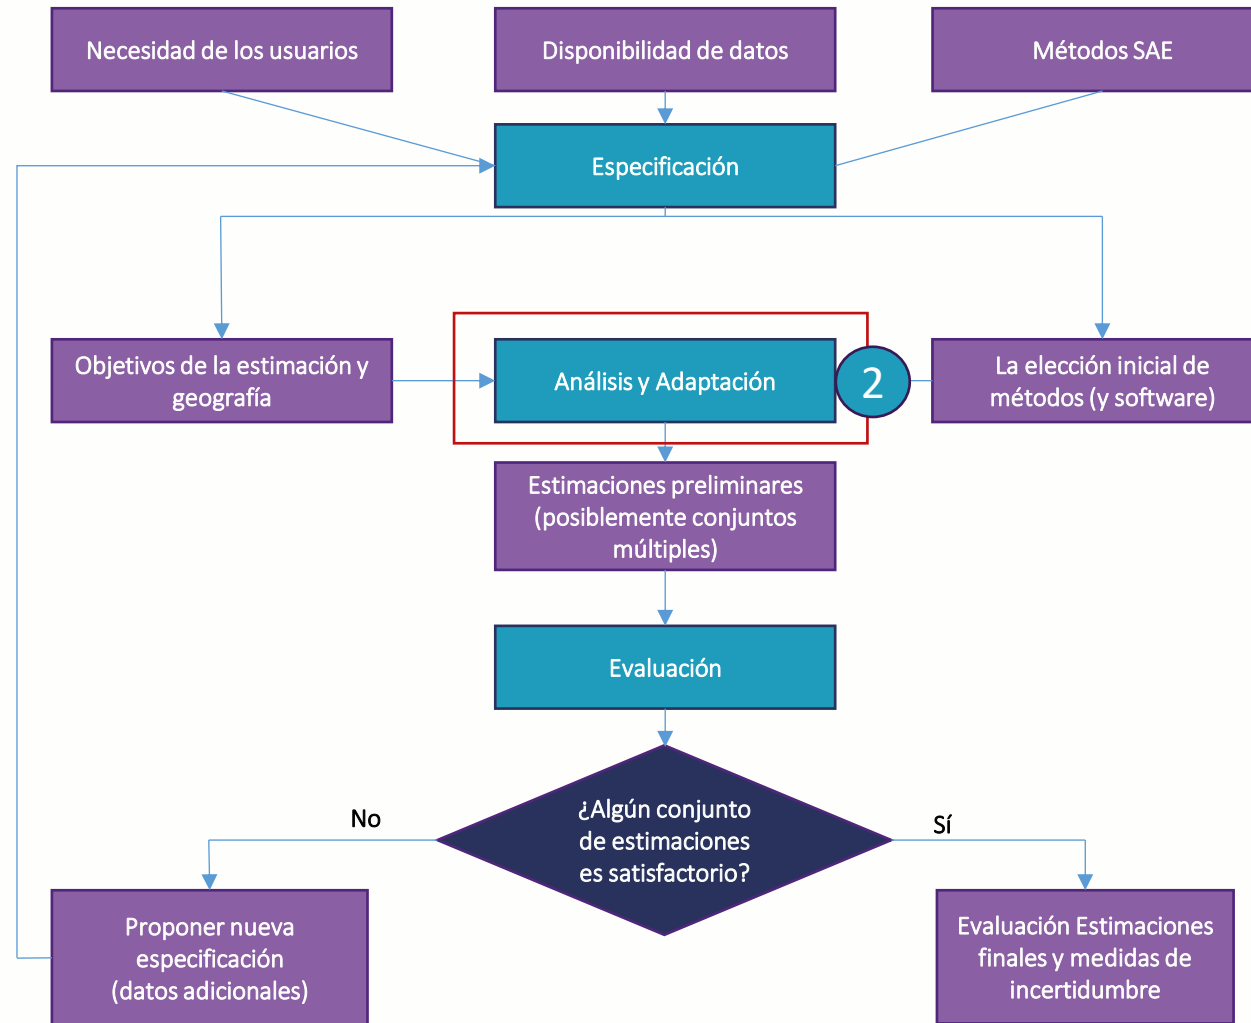 Necesidad de los usuarios
Disponibilidad de datos
Métodos SAE
Especificación
Objetivos de la estimación y
geografía
Análisis y Adaptación
2
La elección inicial de
métodos (y software)
Estimaciones preliminares
(posiblemente conjuntos
múltiples)
Evaluación
¿Algún conjunto
de estimaciones
es satisfactorio?
No
Sí
Proponer nueva
especificación
(datos adicionales)
Evaluación Estimaciones
finales y medidas de
incertidumbre